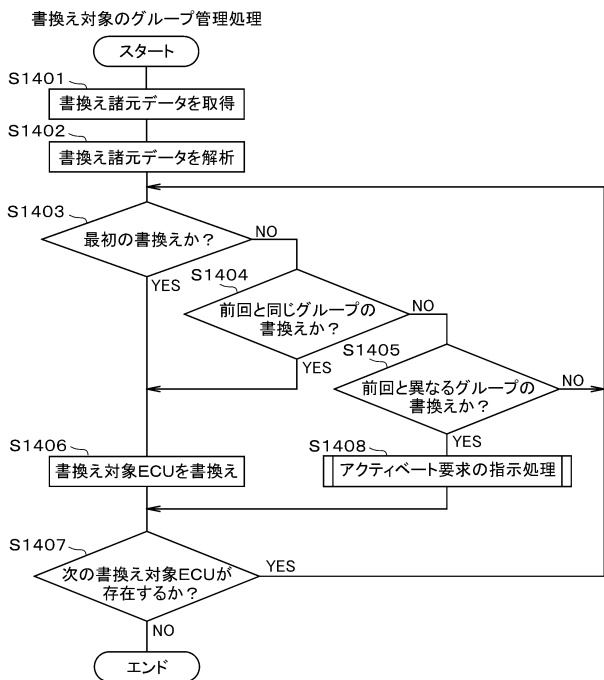 書換え対象のグループ管理処理
スタート
S1401
書換え諸元データを取得
S1402
書換え諸元データを解析
S1403
最初の書換えか?
NO
YES
S1404
前回と同じグループの
書換えか?
NO
YES
S1405
前回と異なるグループの
書換えか?
NO
YES
S1406
書換え対象ECUを書換え
S1408
アクティベート要求の指示処理
S1407
次の書換え対象ECUが
存在するか?
YES
NO
エンド